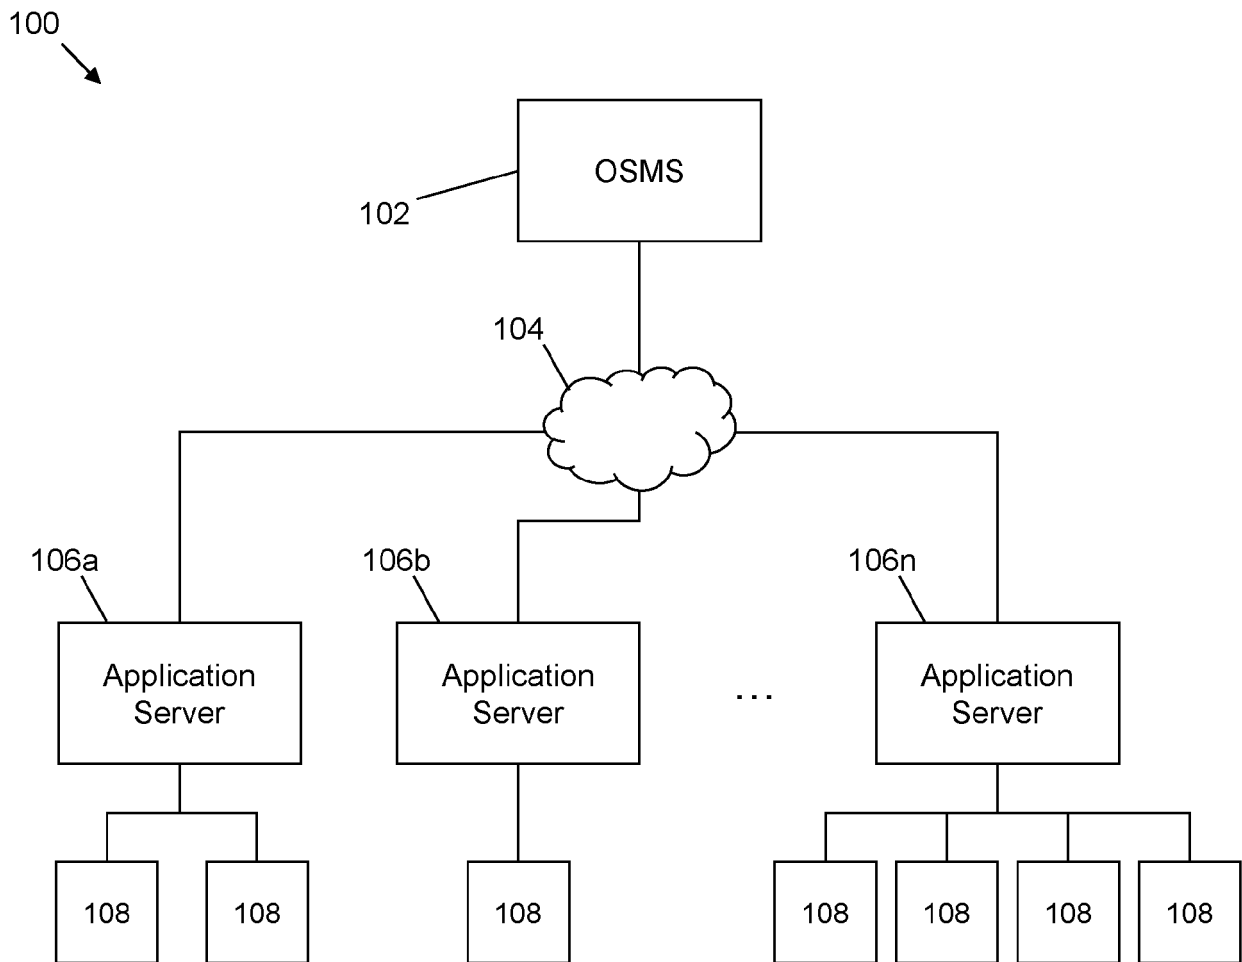 100
OSMS
102
104
106a
106b
106n
Application
Server
Application
Server
...
Application
Server
108
108
108
108
108
108
108